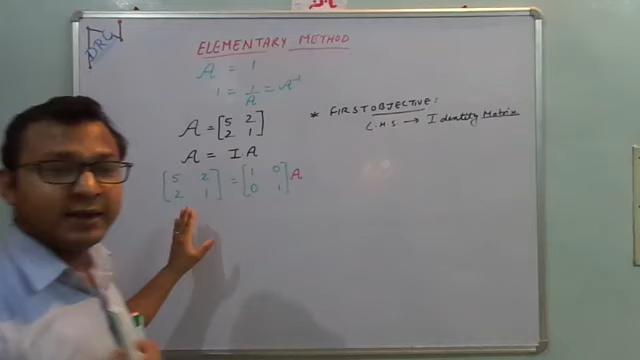 DRG
ELEMENTARY METHOD
A = 1
1 = 1/A = A⁻¹
A = [5 2
2 1]
A = I A
[5 2
2 1] = [1 0
0 1] A
* FIRST OBJECTIVE:
L.H.S → Identity Matrix